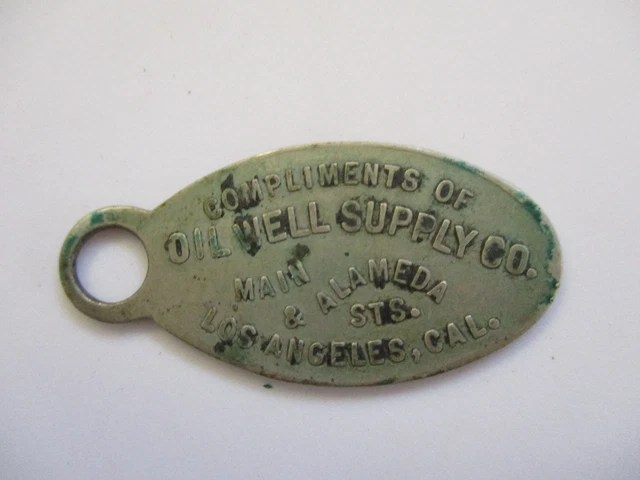 COMPLIMENTS OF
OIL WELL SUPPLY CO.
MAIN & ALAMEDA STS.
LOS ANGELES, CAL.